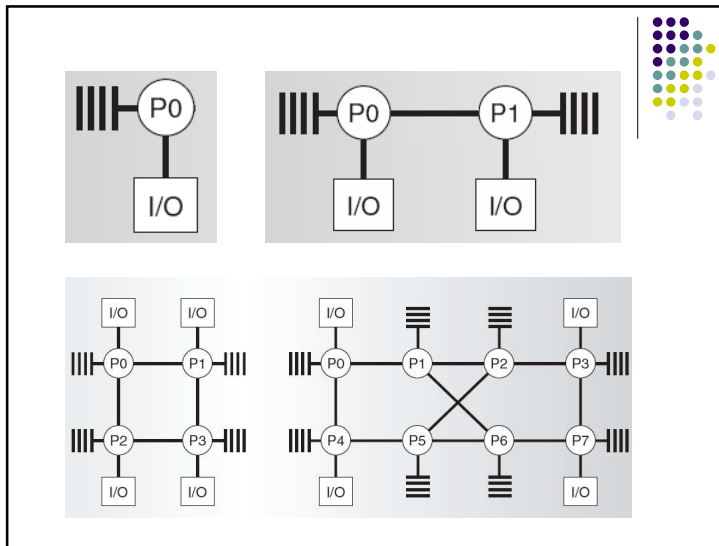 P0
I/O
P0 P1
I/O I/O
I/O I/O
P0 P1
P2 P3
I/O I/O
I/O I/O
P0 P1 P2 P3
P4 P5 P6 P7
I/O I/O